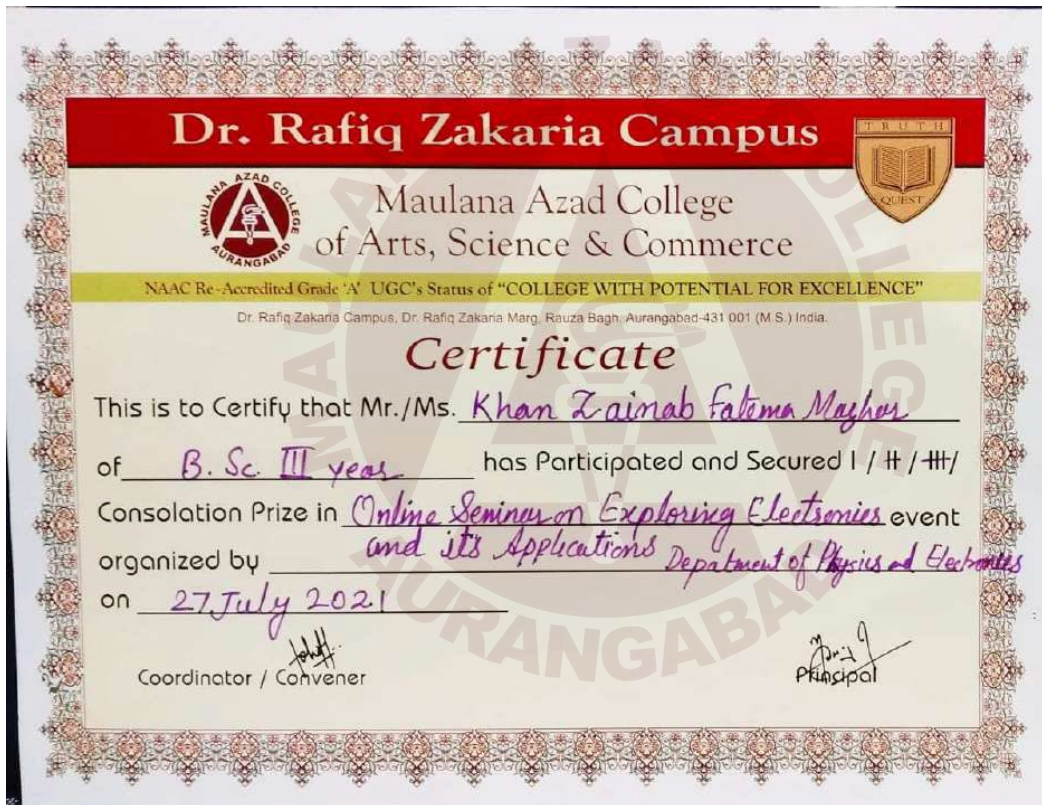 Dr. Rafiq Zakaria Campus
TRUTH
QUEST
MAULANA AZAD COLLEGE
AURANGABAD
Maulana Azad College
of Arts, Science & Commerce
NAAC Re-Accredited Grade 'A' UGC's Status of "COLLEGE WITH POTENTIAL FOR EXCELLENCE"
Dr. Rafiq Zakaria Campus, Dr. Rafiq Zakaria Marg, Rauza Bagh, Aurangabad-431 001 (M.S.) India.
Certificate
This is to Certify that Mr./Ms. Khan Zainab Fatema Mazhar
of B. Sc. III year has Participated and Secured I / II / III/
Consolation Prize in Online Seminar on Exploring Electronics event
and its Applications
organized by Department of Physics and Electronics
on 27 July 2021
Coordinator / Convener
Principal